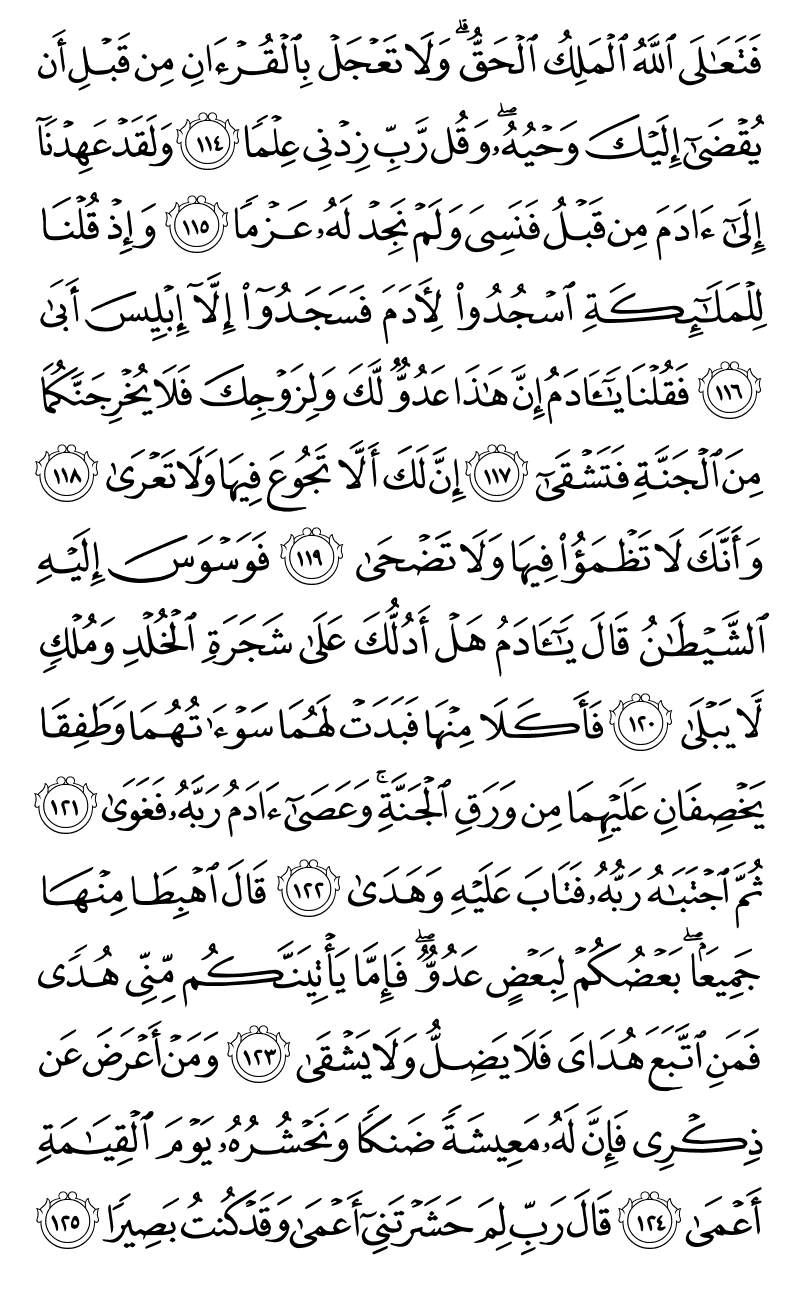 فَتَعَٰلَى ٱللَّهُ ٱلْمَلِكُ ٱلْحَقُّ ۗ وَلَا تَعْجَلْ بِٱلْقُرْءَانِ مِن قَبْلِ أَن
يُقْضَىٰٓ إِلَيْكَ وَحْيُهُۥ ۖ وَقُل رَّبِّ زِدْنِى عِلْمًا ١١٤ وَلَقَدْ عَهِدْنَآ
إِلَىٰٓ ءَادَمَ مِن قَبْلُ فَنَسِىَ وَلَمْ نَجِدْ لَهُۥ عَزْمًا ١١٥ وَإِذْ قُلْنَا
لِلْمَلَٰٓئِكَةِ ٱسْجُدُوا۟ لِءَادَمَ فَسَجَدُوٓا۟ إِلَّآ إِبْلِيسَ أَبَىٰ
١١٦ فَقُلْنَا يَٰٓـَٔادَمُ إِنَّ هَٰذَا عَدُوٌّ لَّكَ وَلِزَوْجِكَ فَلَا يُخْرِجَنَّكُمَا
مِنَ ٱلْجَنَّةِ فَتَشْقَىٰٓ ١١٧ إِنَّ لَكَ أَلَّا تَجُوعَ فِيهَا وَلَا تَعْرَىٰ ١١٨
وَأَنَّكَ لَا تَظْمَؤُا۟ فِيهَا وَلَا تَضْحَىٰ ١١٩ فَوَسْوَسَ إِلَيْهِ
ٱلشَّيْطَٰنُ قَالَ يَٰٓـَٔادَمُ هَلْ أَدُلُّكَ عَلَىٰ شَجَرَةِ ٱلْخُلْدِ وَمُلْكٍ
لَّا يَبْلَىٰ ١٢٠ فَأَكَلَا مِنْهَا فَبَدَتْ لَهُمَا سَوْءَٰتُهُمَا وَطَفِقَا
يَخْصِفَانِ عَلَيْهِمَا مِن وَرَقِ ٱلْجَنَّةِ ۚ وَعَصَىٰٓ ءَادَمُ رَبَّهُۥ فَغَوَىٰ ١٢١
ثُمَّ ٱجْتَبَٰهُ رَبُّهُۥ فَتَابَ عَلَيْهِ وَهَدَىٰ ١٢٢ قَالَ ٱهْبِطَا مِنْهَا
جَمِيعًۢا ۖ بَعْضُكُمْ لِبَعْضٍ عَدُوٌّ ۖ فَإِمَّا يَأْتِيَنَّكُم مِّنِّى هُدًى
فَمَنِ ٱتَّبَعَ هُدَاىَ فَلَا يَضِلُّ وَلَا يَشْقَىٰ ١٢٣ وَمَنْ أَعْرَضَ عَن
ذِكْرِى فَإِنَّ لَهُۥ مَعِيشَةً ضَنكًا وَنَحْشُرُهُۥ يَوْمَ ٱلْقِيَٰمَةِ
أَعْمَىٰ ١٢٤ قَالَ رَبِّ لِمَ حَشَرْتَنِىٓ أَعْمَىٰ وَقَدْ كُنتُ بَصِيرًا ١٢٥